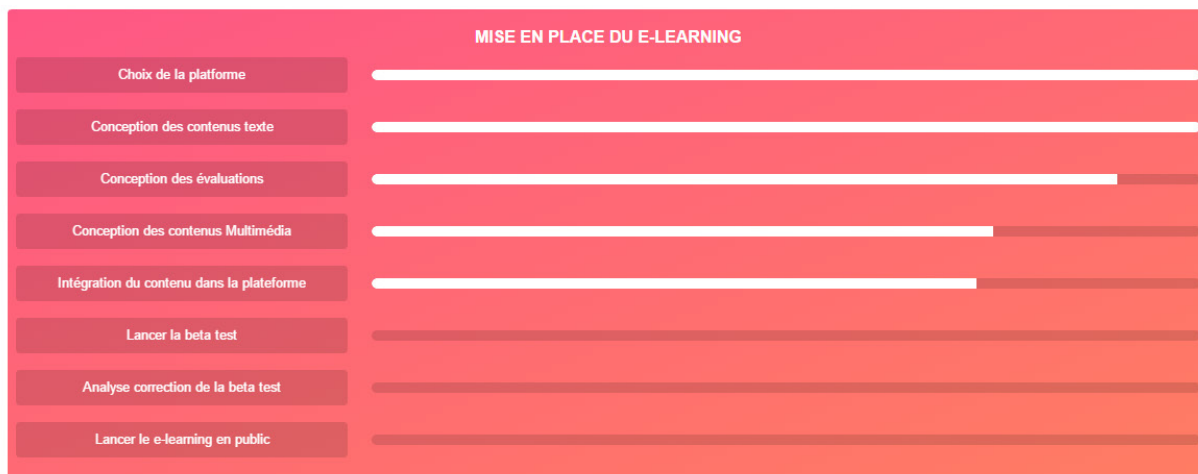 MISE EN PLACE DU E-LEARNING
Choix de la platforme
Conception des contenus texte
Conception des évaluations
Conception des contenus Multimédia
Intégration du contenu dans la plateforme
Lancer la beta test
Analyse correction de la beta test
Lancer le e-learning en public